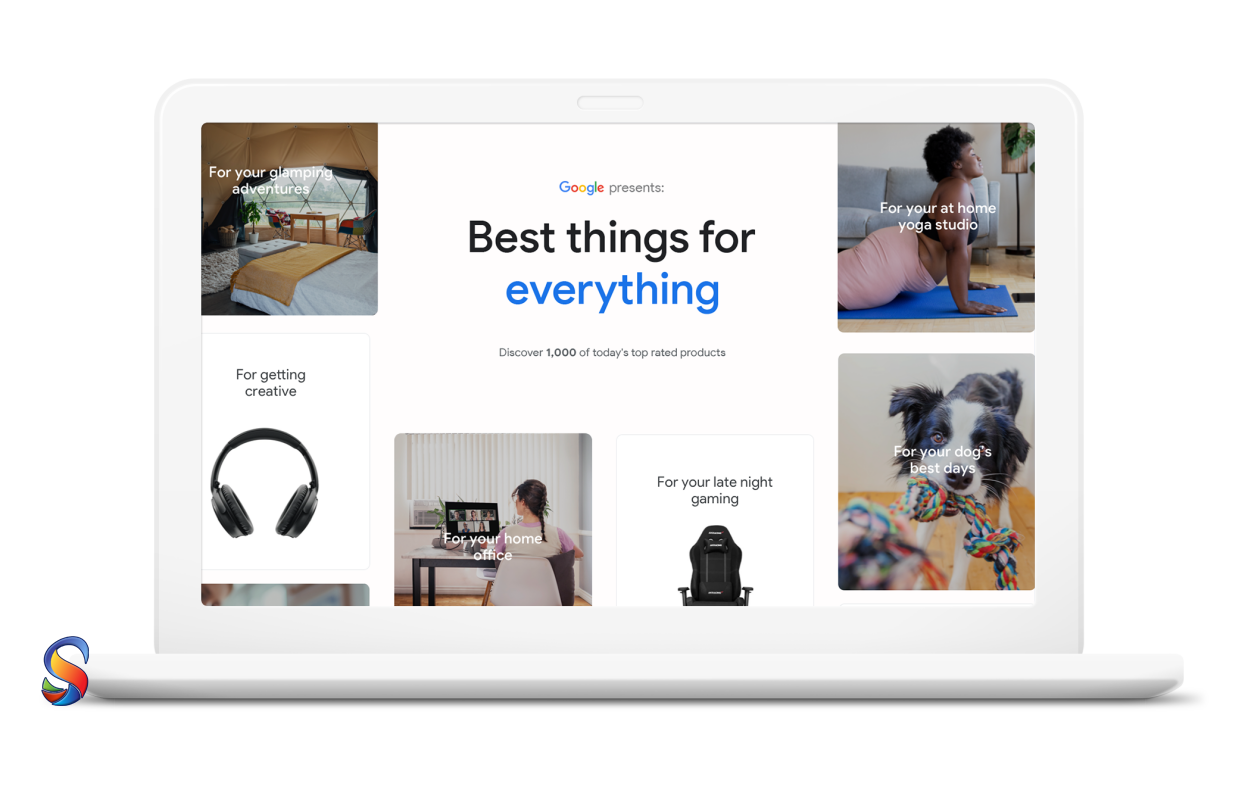 For your glamping
adventures
Google presents:
Best things for
everything
Discover 1,000 of today's top rated products
For your at home
yoga studio
For getting
creative
For your home
office
For your late night
gaming
For your dog's
best days